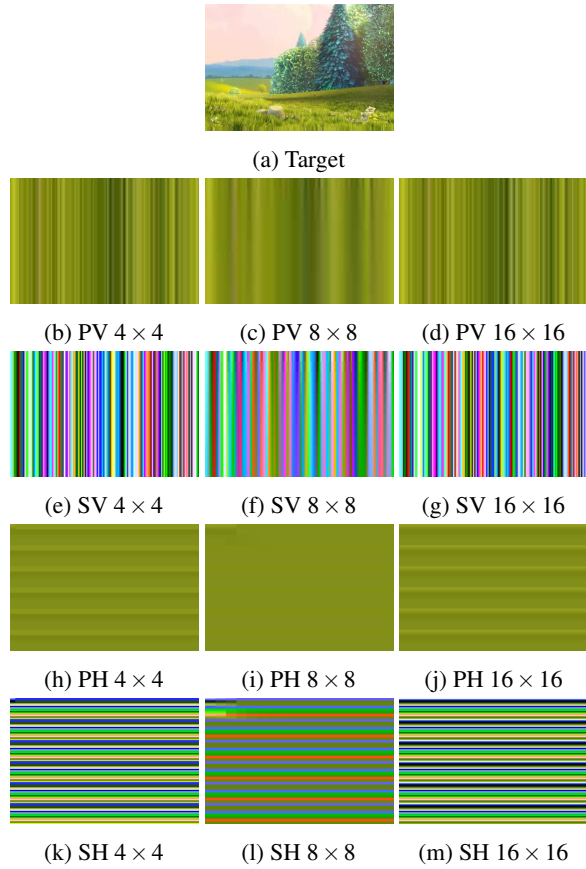 (a) Target
(b) PV 4 × 4
(c) PV 8 × 8
(d) PV 16 × 16
(e) SV 4 × 4
(f) SV 8 × 8
(g) SV 16 × 16
(h) PH 4 × 4
(i) PH 8 × 8
(j) PH 16 × 16
(k) SH 4 × 4
(l) SH 8 × 8
(m) SH 16 × 16